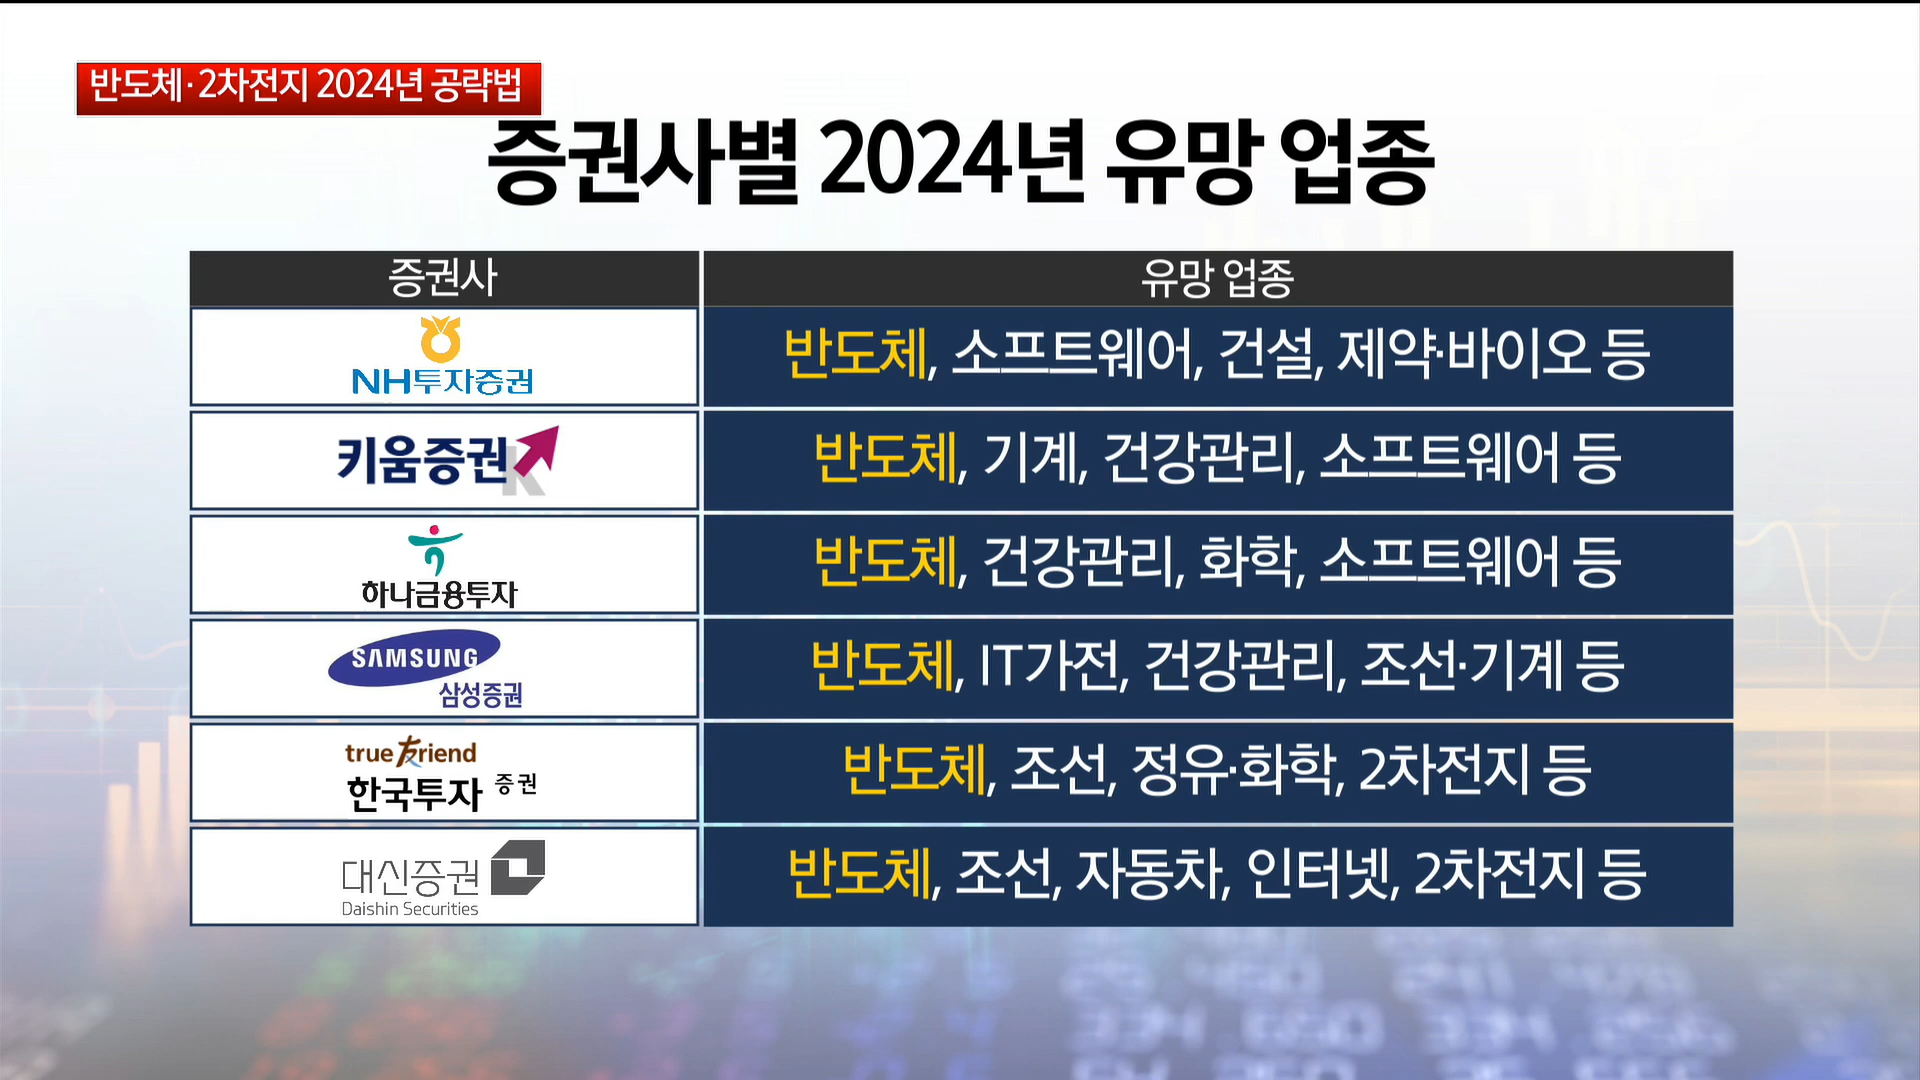 반도체·2차전지 2024년 공략법
증권사별 2024년 유망 업종
증권사
유망 업종
NH투자증권
반도체, 소프트웨어, 건설, 제약·바이오 등
키움증권
K
반도체, 기계, 건강관리, 소프트웨어 등
하나금융투자
반도체, 건강관리, 화학, 소프트웨어 등
SAMSUNG
삼성증권
반도체, IT가전, 건강관리, 조선·기계 등
true friend
한국투자 증권
반도체, 조선, 정유·화학, 2차전지 등
대신증권
Daishin Securities
반도체, 조선, 자동차, 인터넷, 2차전지 등